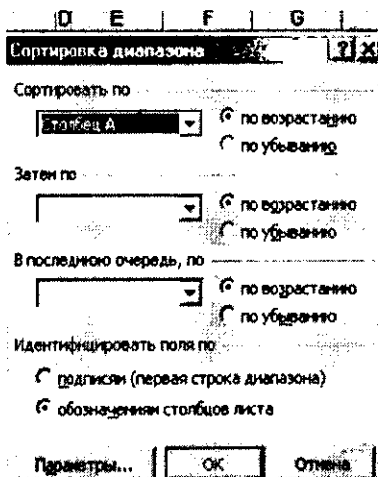 D E F G
Сортировка диапазона ? ×
Сортировать по
Столбец A
по возрастанию
по убыванию
Затем по
по возрастанию
по убыванию
В последнюю очередь, по
по возрастанию
по убыванию
Идентифицировать поля по
подписям (первая строка диапазона)
обозначениям столбцов листа
Параметры... OK Отмена